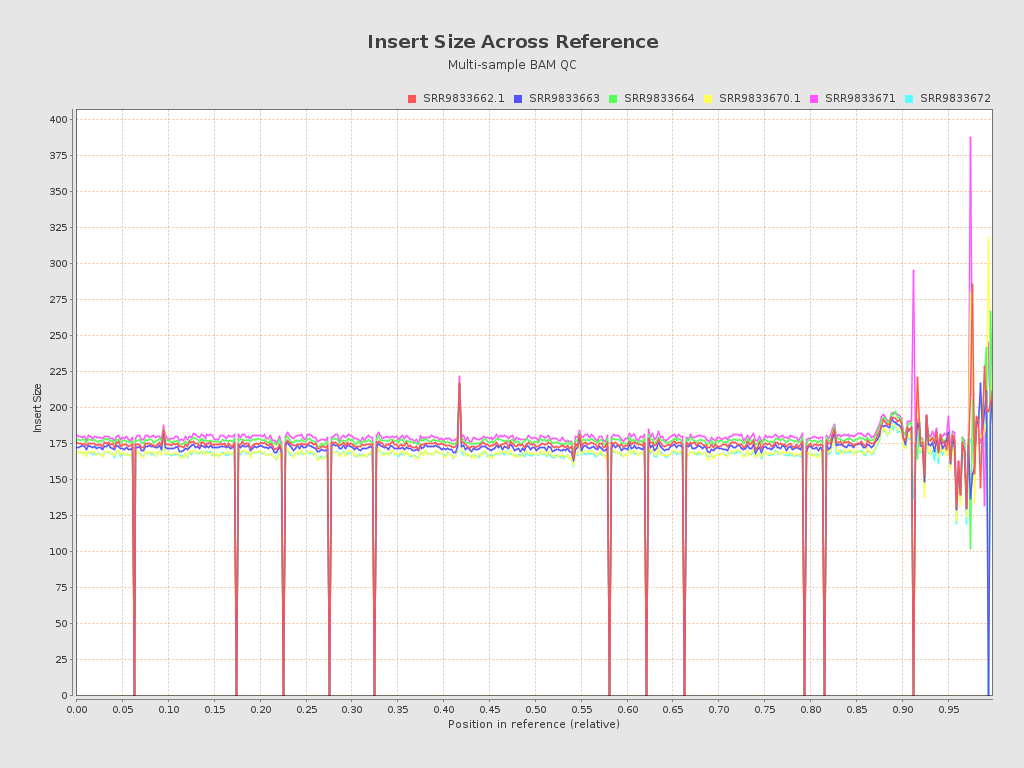 Insert Size Across Reference
Multi-sample BAM QC
SRR9833662.1 SRR9833663 SRR9833664 SRR9833670.1 SRR9833671 SRR9833672
400
375
350
325
300
275
250
225
200
175
150
125
100
75
50
25
0
Insert Size
0.00 0.05 0.10 0.15 0.20 0.25 0.30 0.35 0.40 0.45 0.50 0.55 0.60 0.65 0.70 0.75 0.80 0.85 0.90 0.95
Position in reference (relative)